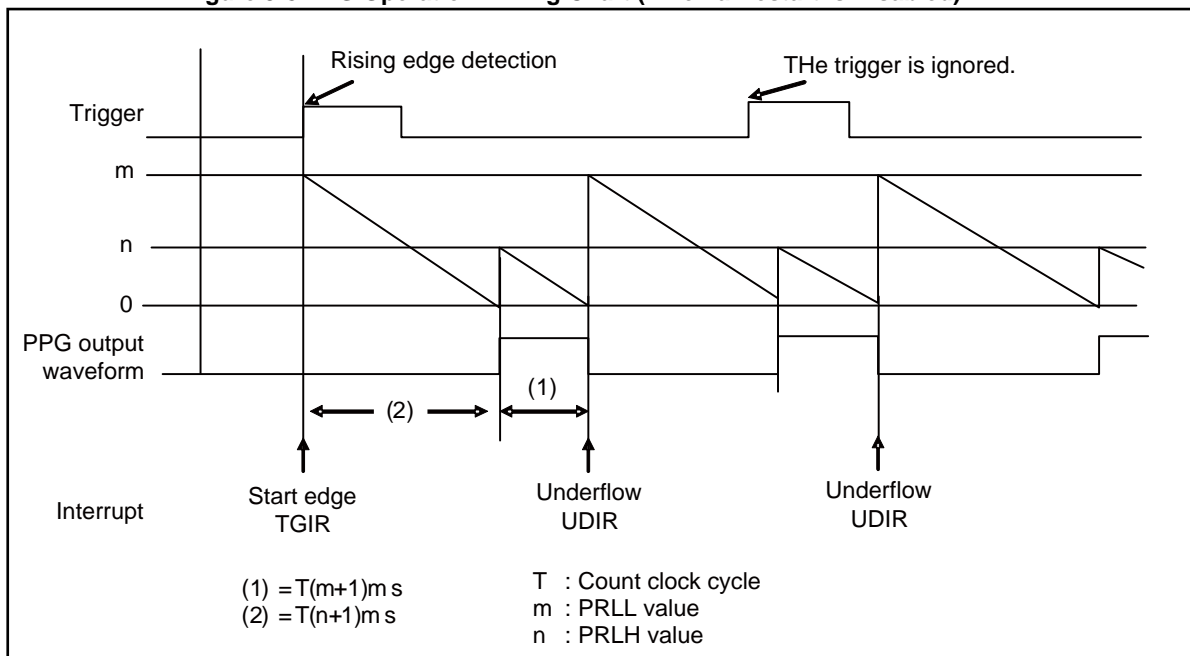 Rising edge detection
THe trigger is ignored.
Trigger
m
n
0
PPG output
waveform
(1)
(2)
Interrupt
Start edge
TGIR
Underflow
UDIR
Underflow
UDIR
(1) =T(m+1)m s
(2) =T(n+1)m s
T : Count clock cycle
m : PRLL value
n : PRLH value